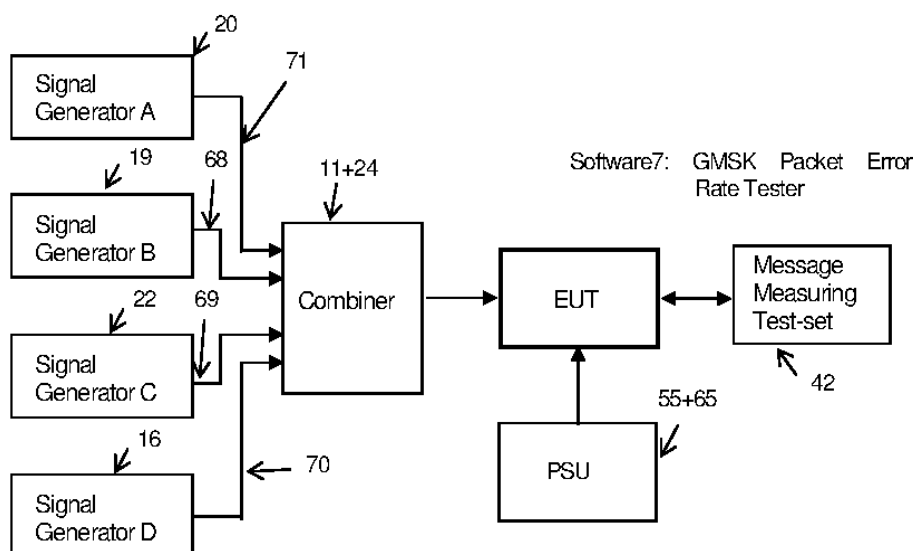 20
Signal
Generator A
71
19
68
11+24
Software7: GMSK Packet Error
Rate Tester
Signal
Generator B
22
69
Combiner
EUT
Message
Measuring
Test-set
Signal
Generator C
42
55+65
16
70
PSU
Signal
Generator D